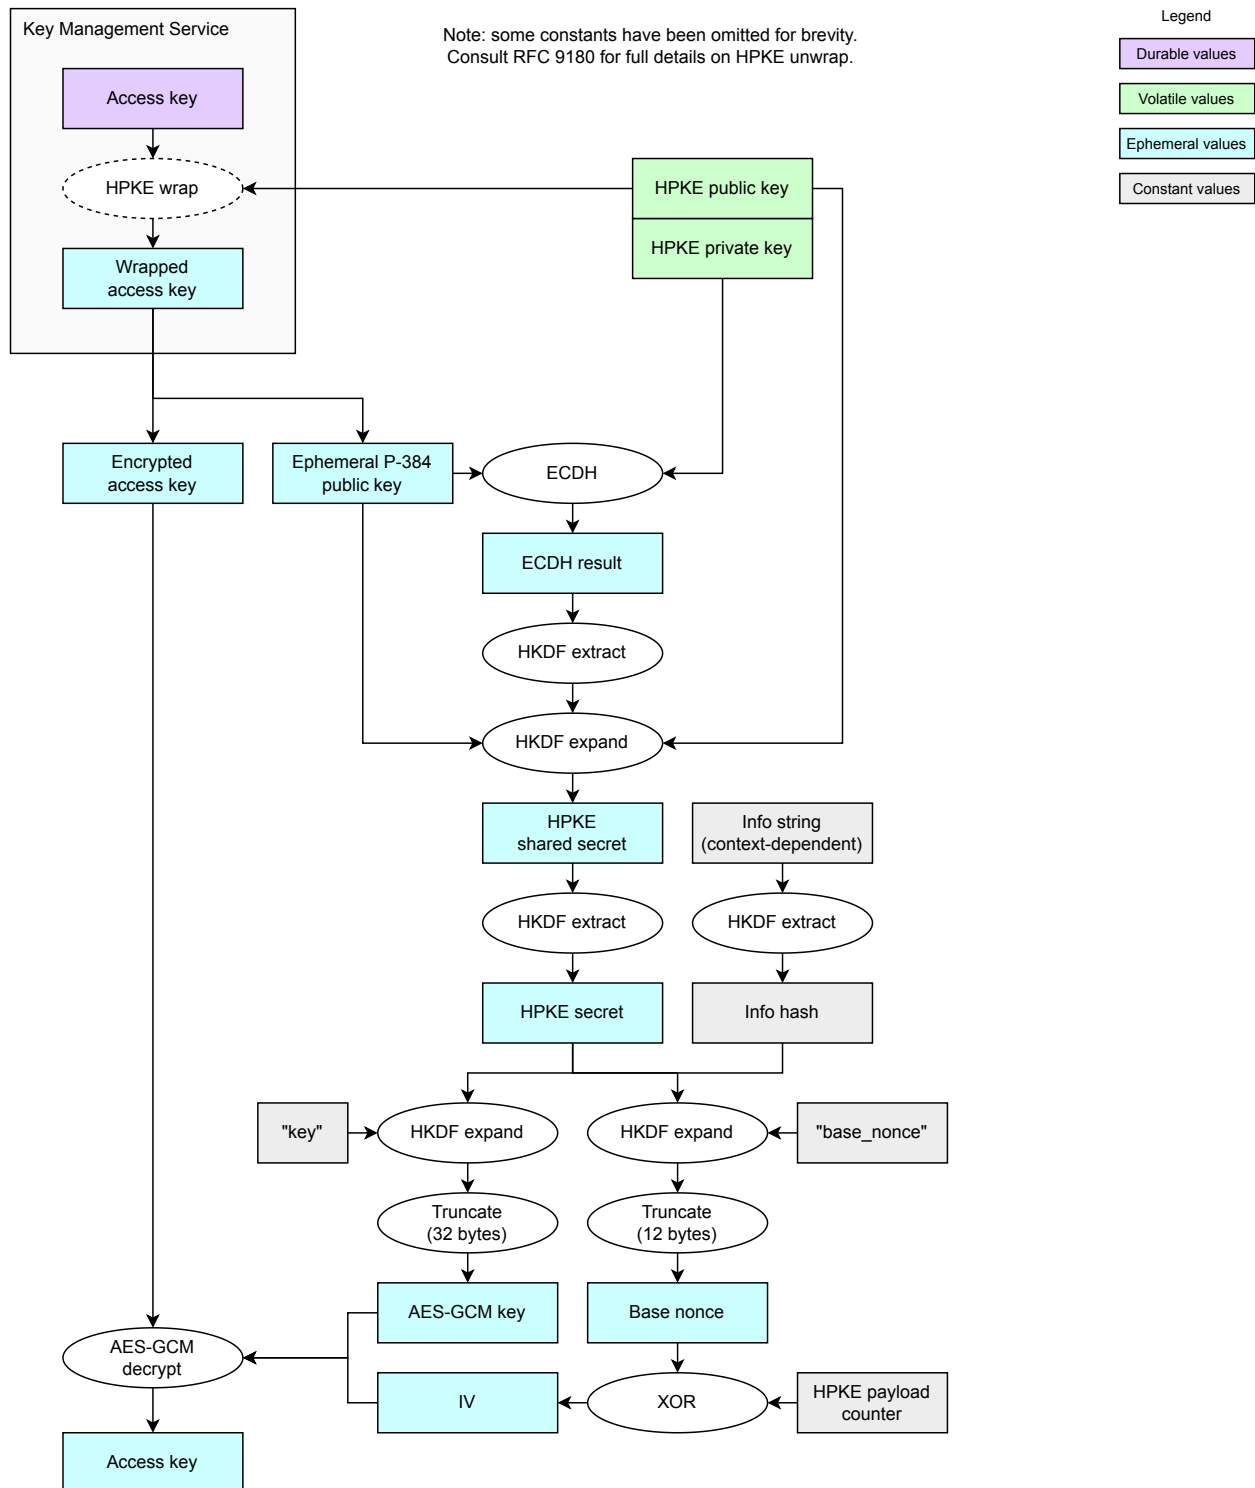 Key Management Service
Note: some constants have been omitted for brevity.
Consult RFC 9180 for full details on HPKE unwrap.
Legend
Durable values
Volatile values
Ephemeral values
Constant values
Access key
HPKE wrap
HPKE public key
HPKE private key
Wrapped
access key
Encrypted
access key
Ephemeral P-384
public key
ECDH
ECDH result
HKDF extract
HKDF expand
HPKE
shared secret
Info string
(context-dependent)
HKDF extract
HKDF extract
HPKE secret
Info hash
"key"
HKDF expand
HKDF expand
"base_nonce"
Truncate
(32 bytes)
Truncate
(12 bytes)
AES-GCM key
Base nonce
AES-GCM
decrypt
IV
XOR
HPKE payload
counter
Access key